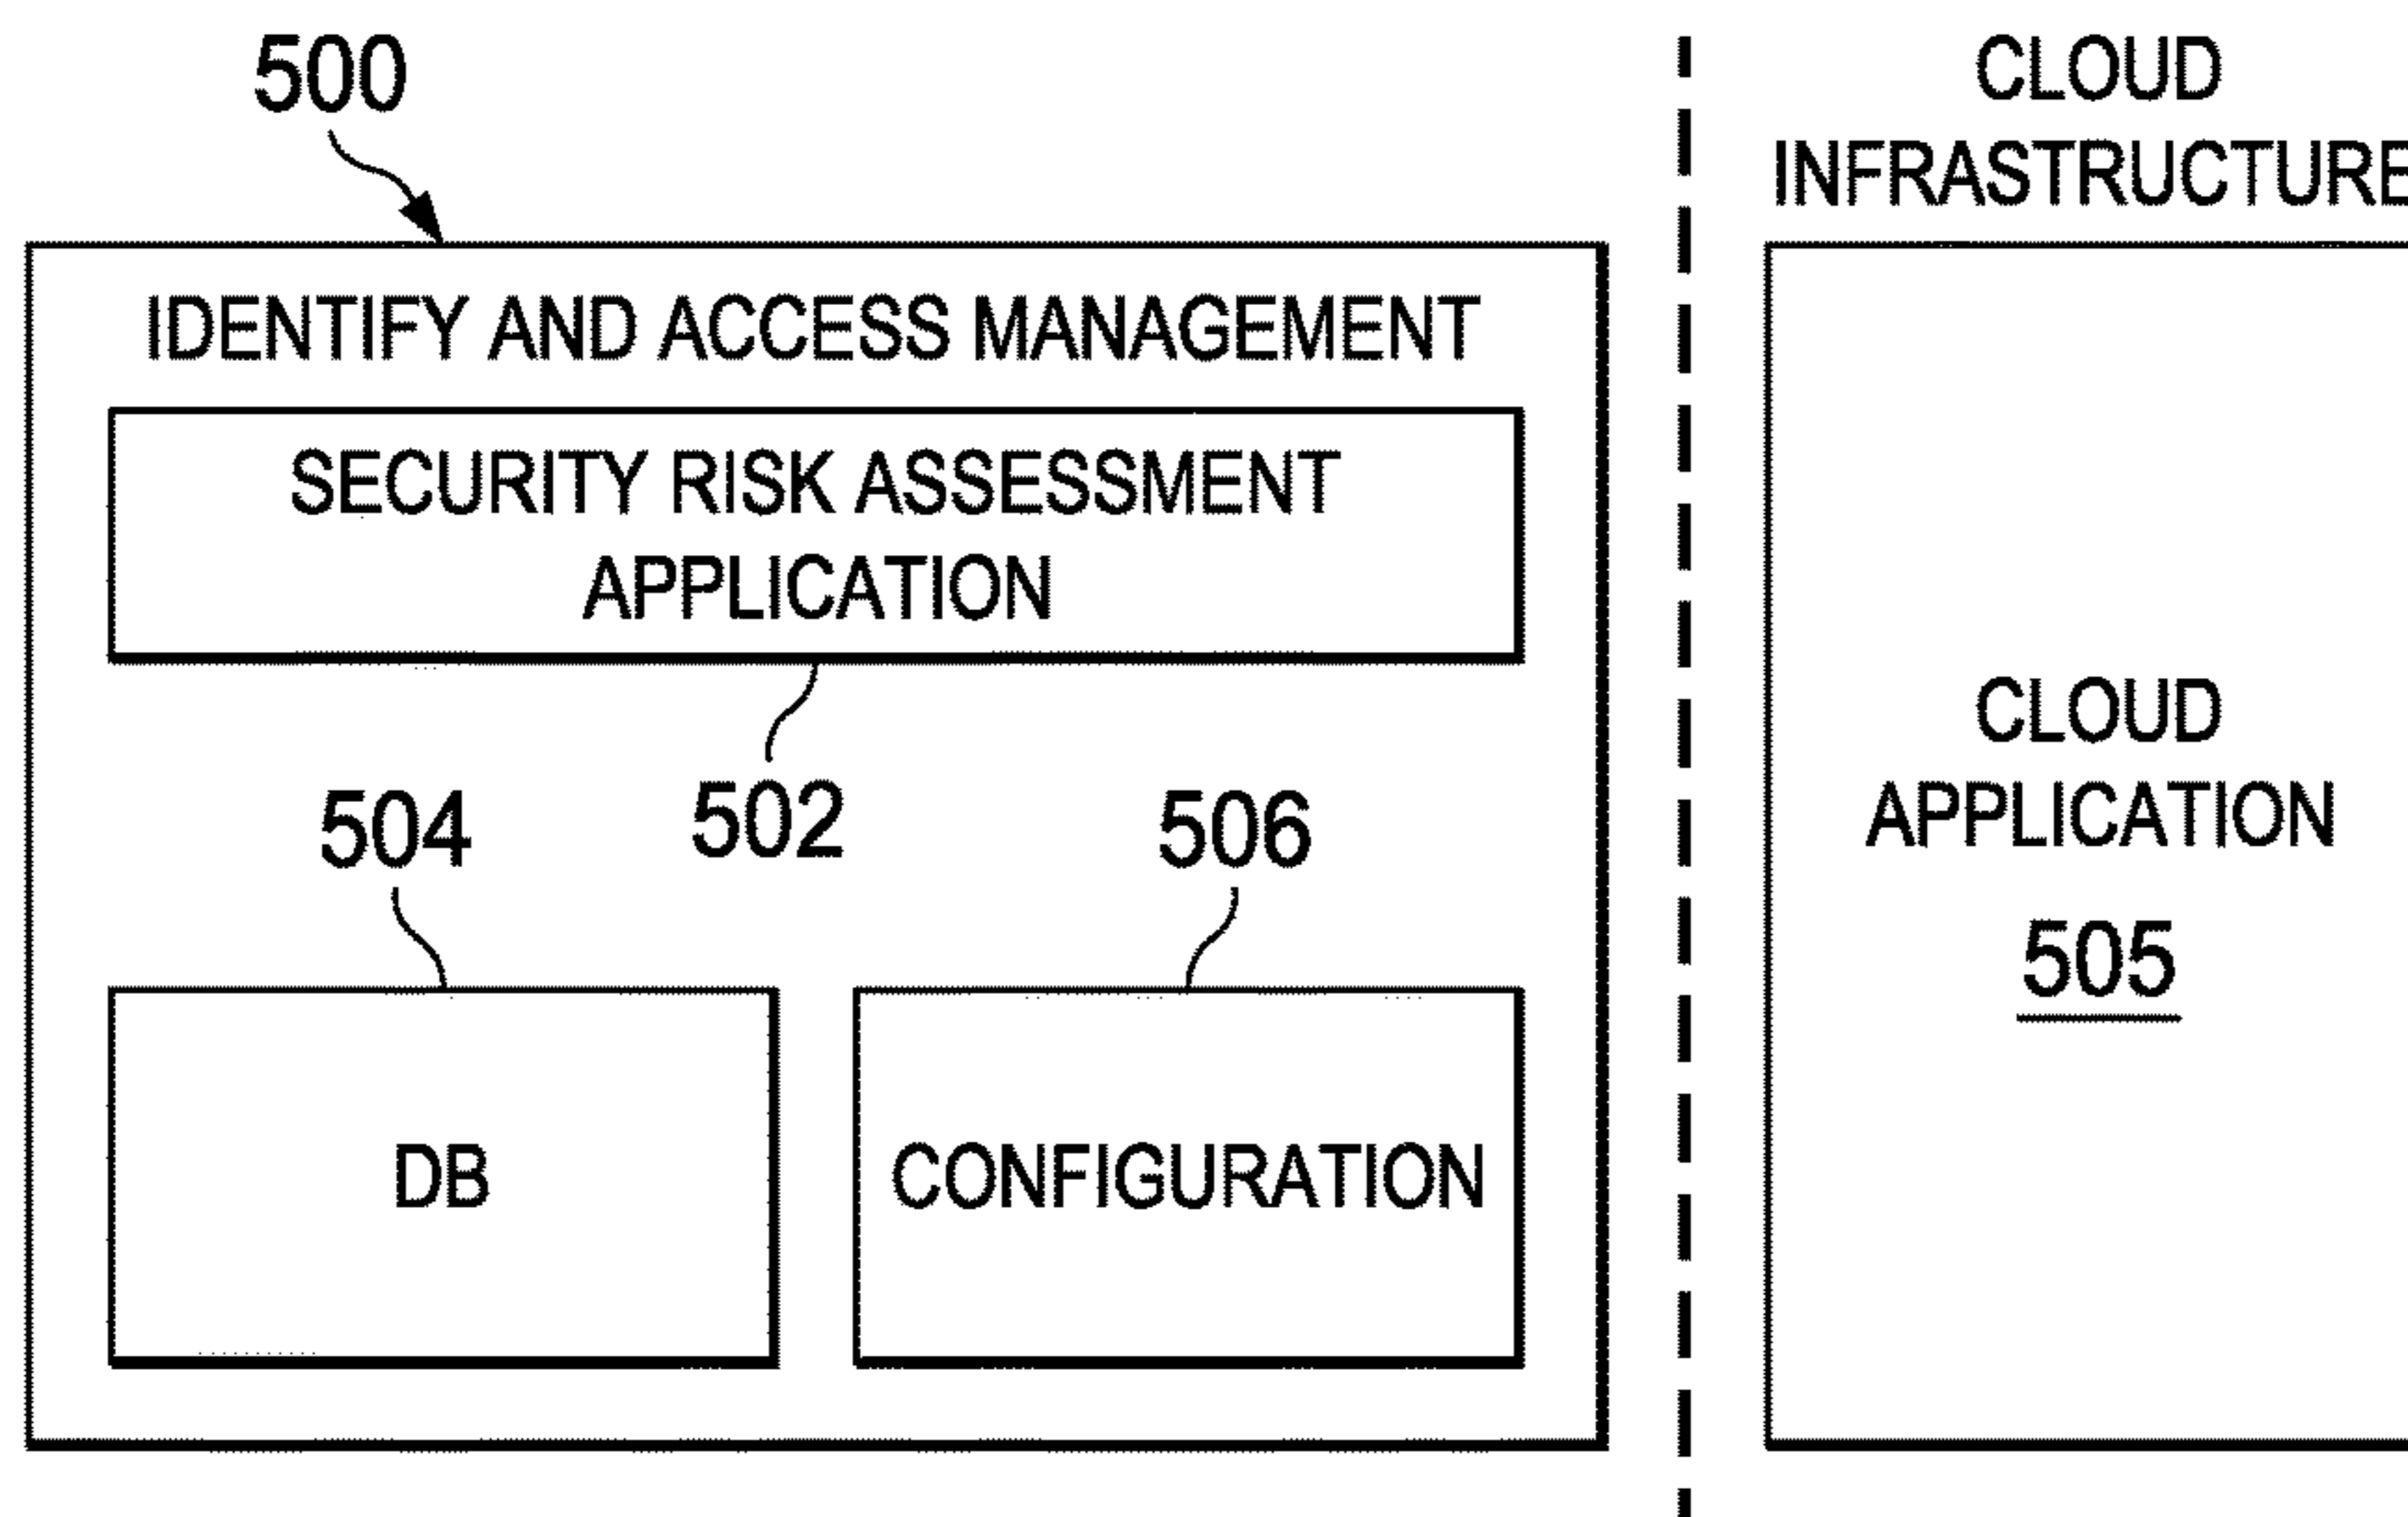 500
IDENTIFY AND ACCESS MANAGEMENT
SECURITY RISK ASSESSMENT
APPLICATION
502
504
506
DB
CONFIGURATION
CLOUD
INFRASTRUCTURE
CLOUD
APPLICATION
505